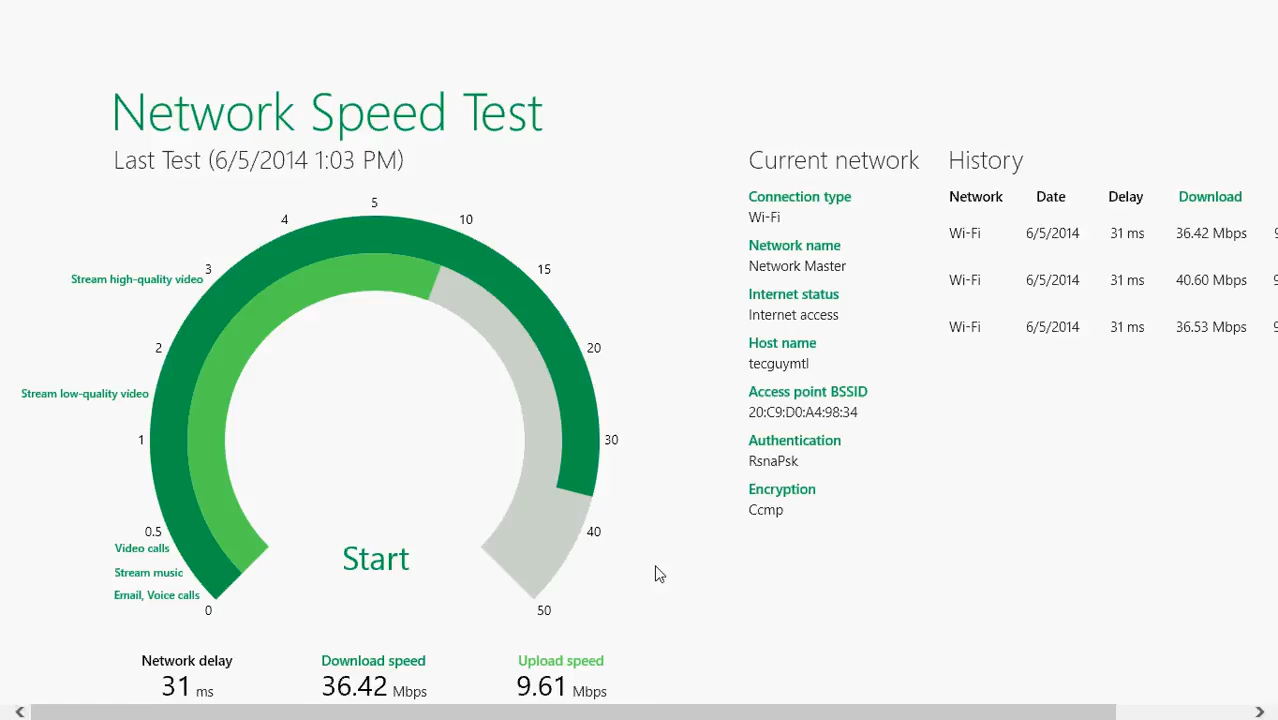 Network Speed Test
Last Test (6/5/2014 1:03 PM)
5
4
10
3
15
Stream high-quality video
2
20
Stream low-quality video
1
30
0.5
40
Video calls
Stream music
Email, Voice calls
0
50
Start
Network delay
31 ms
Download speed
36.42 Mbps
Upload speed
9.61 Mbps
Current network
Connection type
Wi-Fi
Network name
Network Master
Internet status
Internet access
Host name
tecguymtl
Access point BSSID
20:C9:D0:A4:98:34
Authentication
RsnaPsk
Encryption
Ccmp
History
Network Date Delay Download
Wi-Fi 6/5/2014 31 ms 36.42 Mbps
Wi-Fi 6/5/2014 31 ms 40.60 Mbps
Wi-Fi 6/5/2014 31 ms 36.53 Mbps